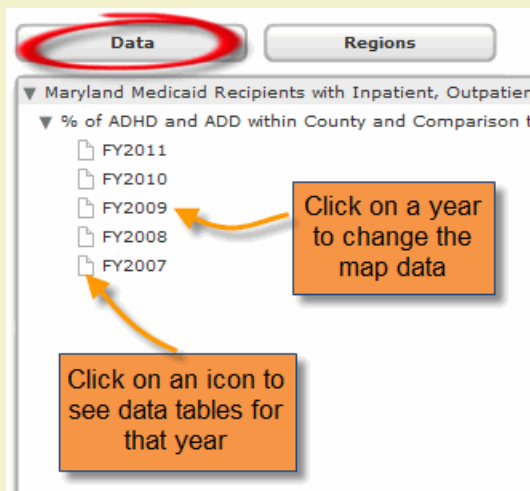 Data Regions
Maryland Medicaid Recipients with Inpatient, Outpatien
% of ADHD and ADD within County and Comparison t
FY2011
FY2010
FY2009
FY2008
FY2007
Click on a year
to change the
map data
Click on an icon to
see data tables for
that year